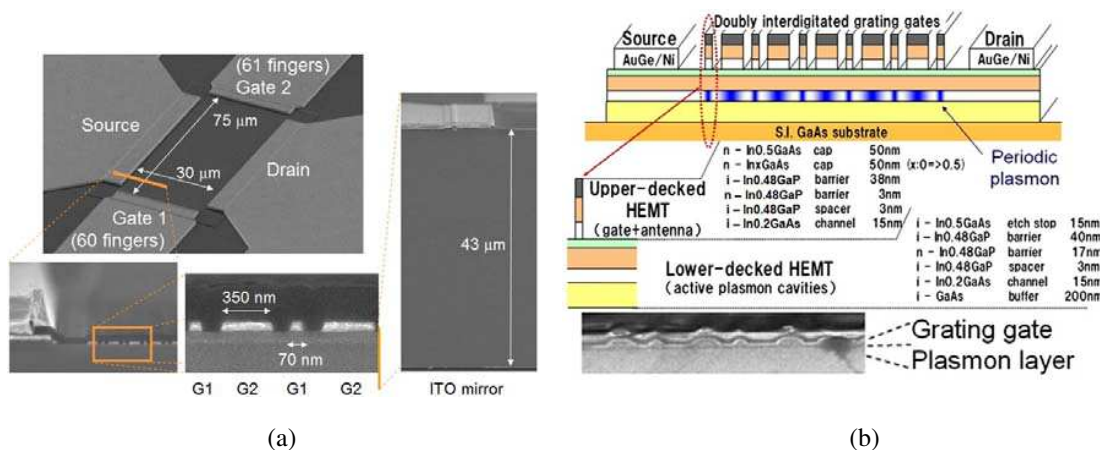 (61 fingers)
Gate 2
Source
75 μm
30 μm
Drain
Gate 1
(60 fingers)
350 nm
70 nm
G1 G2 G1 G2
43 μm
ITO mirror
(a)
Doubly interdigitated grating gates
Source
AuGe/Ni
Drain
AuGe/Ni
S.I. GaAs substrate
Periodic
plasmon
n - In0.5GaAs cap 50nm
n - InxGaAs cap 50nm (x:0=>0.5)
i - In0.48GaP barrier 38nm
n - In0.48GaP barrier 3nm
i - In0.48GaP spacer 3nm
i - In0.2GaAs channel 15nm
Upper-decked
HEMT
(gate+antenna)
i - In0.5GaAs etch stop 15nm
i - In0.48GaP barrier 40nm
n - In0.48GaP barrier 17nm
i - In0.48GaP spacer 3nm
i - In0.2GaAs channel 15nm
i - GaAs buffer 200nm
Lower-decked HEMT
(active plasmon cavities)
Grating gate
Plasmon layer
(b)